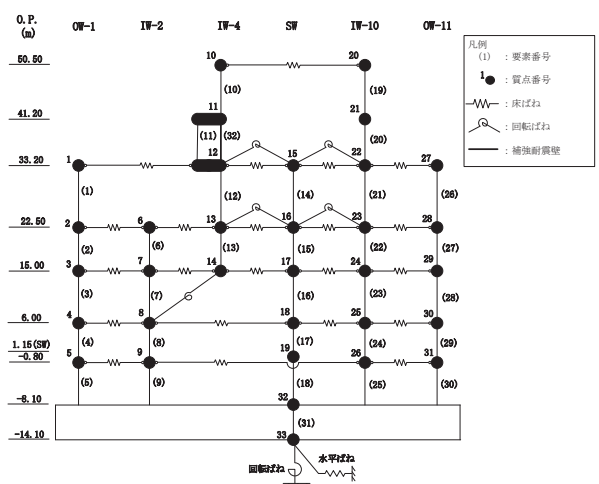 O.P. (m) OW-1 IW-2 IW-4 SW IW-10 OW-11
凡例
(1) : 要素番号
1 : 質点番号
: 床ばね
: 回転ばね
: 補強耐震壁
50.50 10 20
(10) (19)
41.20 11 21
(11) (32) (20)
33.20 1 12 15 22 27
(1) (12) (14) (21) (26)
22.50 2 6 13 16 23 28
(2) (6) (13) (15) (22) (27)
15.00 3 7 14 17 24 29
(3) (7) (16) (23) (28)
6.00 4 8 18 25 30
(4) (8) (17) (24) (29)
1.15(SW) 19
-0.80 5 9 26 31
(5) (9) (18) (25) (30)
-8.10 32
(31)
-14.10 33
水平ばね
回転ばね